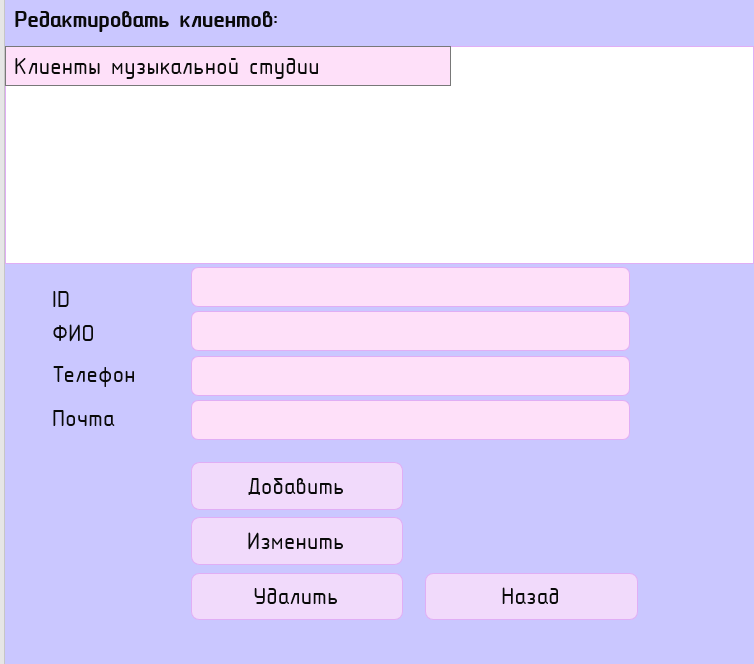 Редактировать клиентов:
Клиенты музыкальной студии
ID
ФИО
Телефон
Почта
Добавить
Изменить
Удалить
Назад